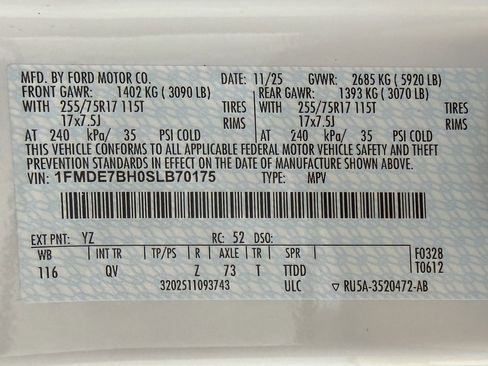 MFD. BY FORD MOTOR CO. DATE: 11/25 GVWR: 2685 KG (5920 LB)
FRONT GAWR: 1402 KG (3090 LB) REAR GAWR: 1393 KG (3070 LB)
WITH 255/75R17 115T TIRES WITH 255/75R17 115T TIRES
17x7.5J RIMS 17x7.5J RIMS
AT 240 kPa/ 35 PSI COLD AT 240 kPa/ 35 PSI COLD
THIS VEHICLE CONFORMS TO ALL APPLICABLE FEDERAL MOTOR VEHICLE SAFETY AND THEFT
PREVENTION STANDARDS IN EFFECT ON THE DATE OF MANUFACTURE SHOWN ABOVE.
VIN: 1FMDE7BH0SLB70175 TYPE: MPV
EXT PNT: YZ RC: 52 DSO:
WB INT TR TP/PS R AXLE TR SPR F0328
116 QV Z 73 T TTDD T0612
3202511093743 ULC ▽ RU5A-3520472-AB